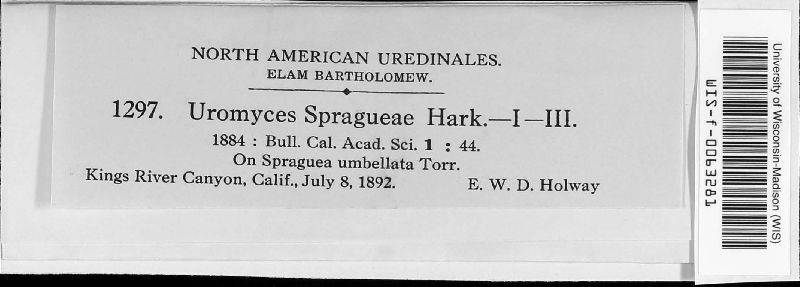 NORTH AMERICAN UREDINALES.
ELAM BARTHOLOMEW.
1297. Uromyces Spragueae Hark.—I—III.
1884 : Bull. Cal. Acad. Sci. 1 : 44.
On Spraguea umbellata Torr.
Kings River Canyon, Calif., July 8, 1892. E. W. D. Holway
University of Wisconsin-Madison (WIS)
WIS-f-0093281